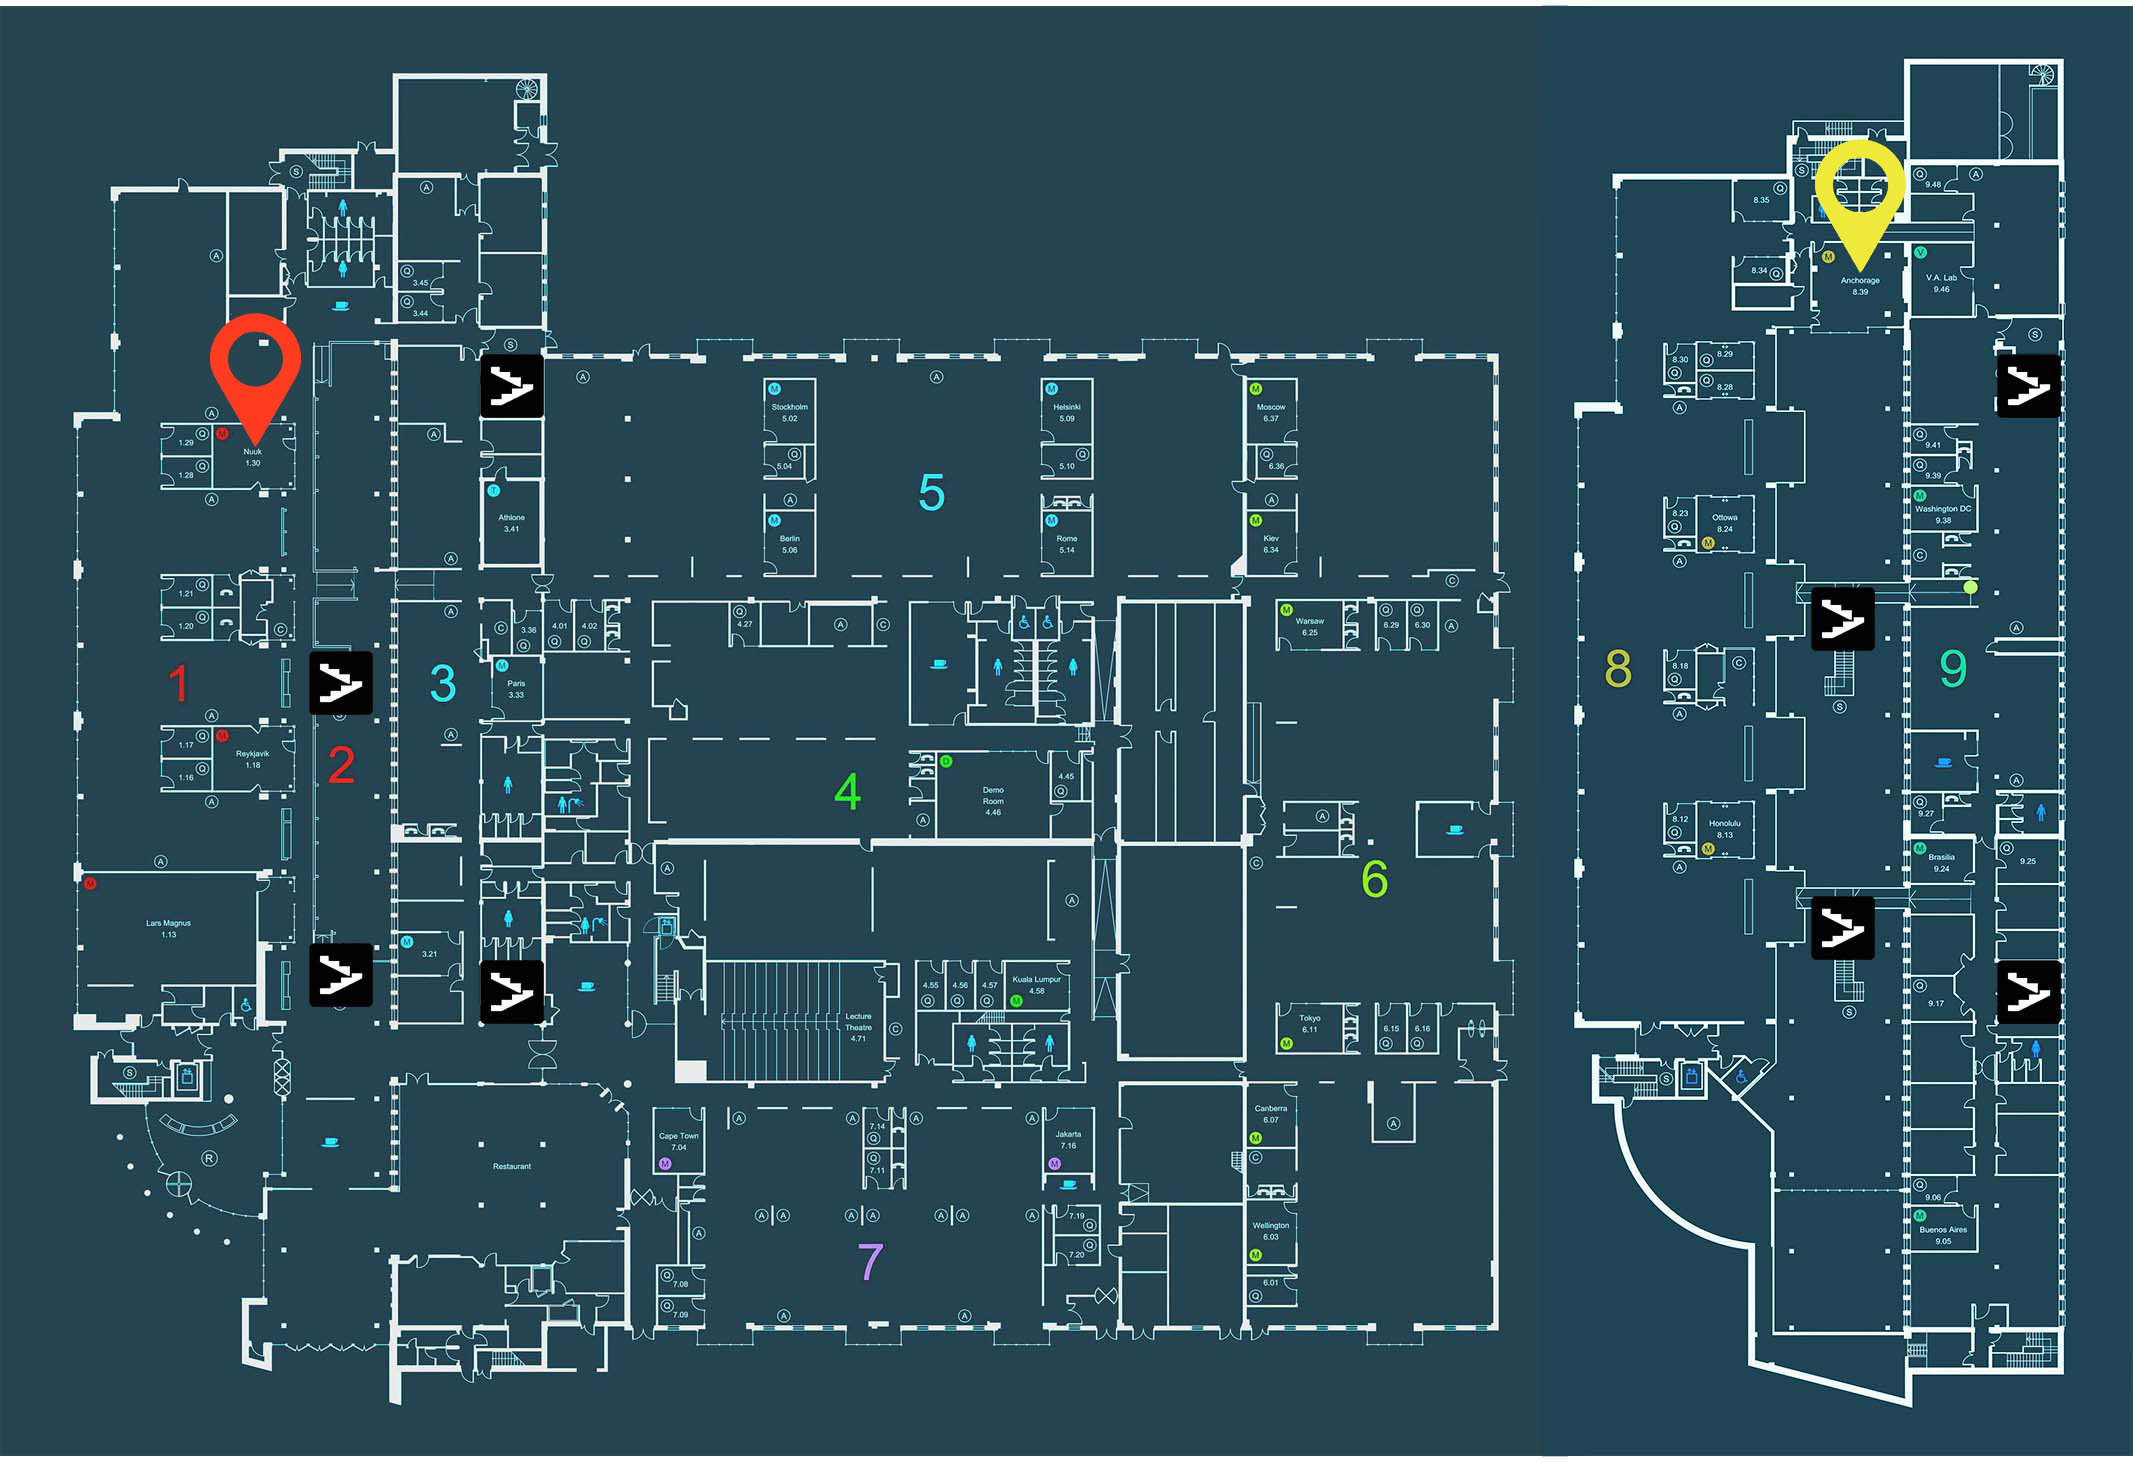 S
A
A
Q
3.45
Q
3.44
S
A
A
A
M
Stockholm
5.02
M
Helsinki
5.09
M
Moscow
6.37
A
Q
1.29
M
Nuuk
1.30
Q
1.28
A
A
Q
5.04
Q
5.10
Q
6.36
T
Athlone
3.41
A
A
5
M
Berlin
5.06
M
Rome
5.14
M
Kiev
6.34
A
C
Q
1.21
Q
1.20
C
A
C
3.36
Q
4.01
Q
4.02
Q
Q
4.27
A
C
M
Warsaw
6.25
Q
6.29
Q
6.30
A
1
3
M
Paris
3.33
A
A
Q
1.17
M
Reykjavik
1.18
Q
1.16
A
2
4
D
Demo
Room
4.46
4.45
Q
A
A
A
M
Lars Magnus
1.13
A
A
C
6
M
3.21
4.55
Q
4.56
Q
4.57
Q
Kuala Lumpur
4.58
M
Lecture
Theatre
4.71
C
Tokyo
6.11
M
6.15
Q
6.16
Q
S
R
Restaurant
Cape Town
7.04
M
A
A
7.14
Q
Q
7.11
A
A
Jakarta
7.16
M
Canberra
6.07
M
C
A
A
A
A
A
A
A
A
A
7.19
Q
Q
7.20
Wellington
6.03
M
7
Q
7.08
Q
7.09
A
A
6.01
Q
S
Q
8.35
Q
9.48
A
8.34
Q
M
Anchorage
8.39
V
V.A. Lab
9.46
S
8.30
Q
8.29
Q
Q
8.28
A
Q
9.41
Q
9.39
8.23
Q
Ottowa
8.24
M
A
M
Washington DC
9.38
C
A
8
8.18
Q
C
A
S
9
A
8.12
Q
Honolulu
8.13
M
A
Q
9.27
M
Brasilia
9.24
Q
9.25
Q
9.17
S
S
Q
9.06
M
Buenos Aires
9.05